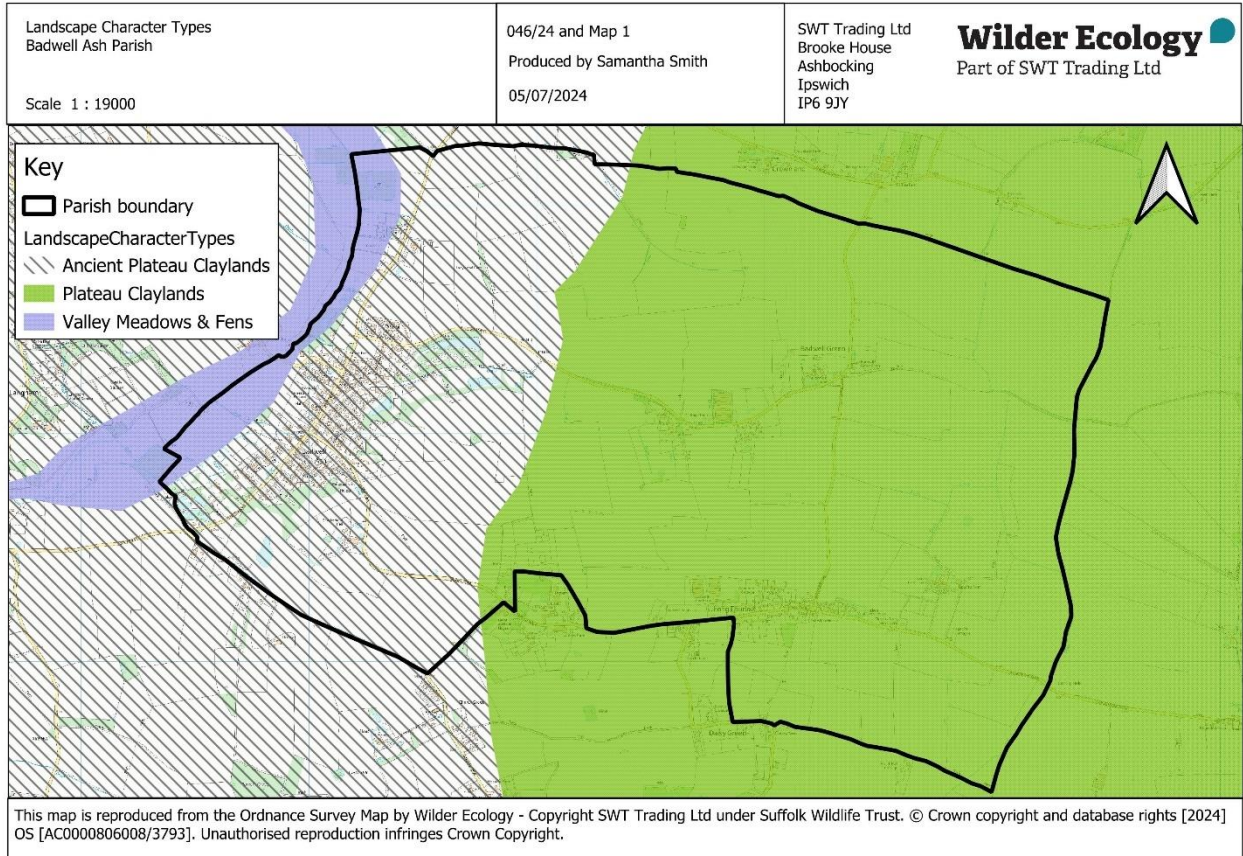 Landscape Character Types
Badwell Ash Parish
Scale 1 : 19000
046/24 and Map 1
Produced by Samantha Smith
05/07/2024
SWT Trading Ltd
Brooke House
Ashbocking
Ipswich
IP6 9JY
Wilder Ecology
Part of SWT Trading Ltd
Key
Parish boundary
LandscapeCharacterTypes
Ancient Plateau Claylands
Plateau Claylands
Valley Meadows & Fens
Badwell Green
This map is reproduced from the Ordnance Survey Map by Wilder Ecology - Copyright SWT Trading Ltd under Suffolk Wildlife Trust. © Crown copyright and database rights [2024]
OS [AC0000806008/3793]. Unauthorised reproduction infringes Crown Copyright.